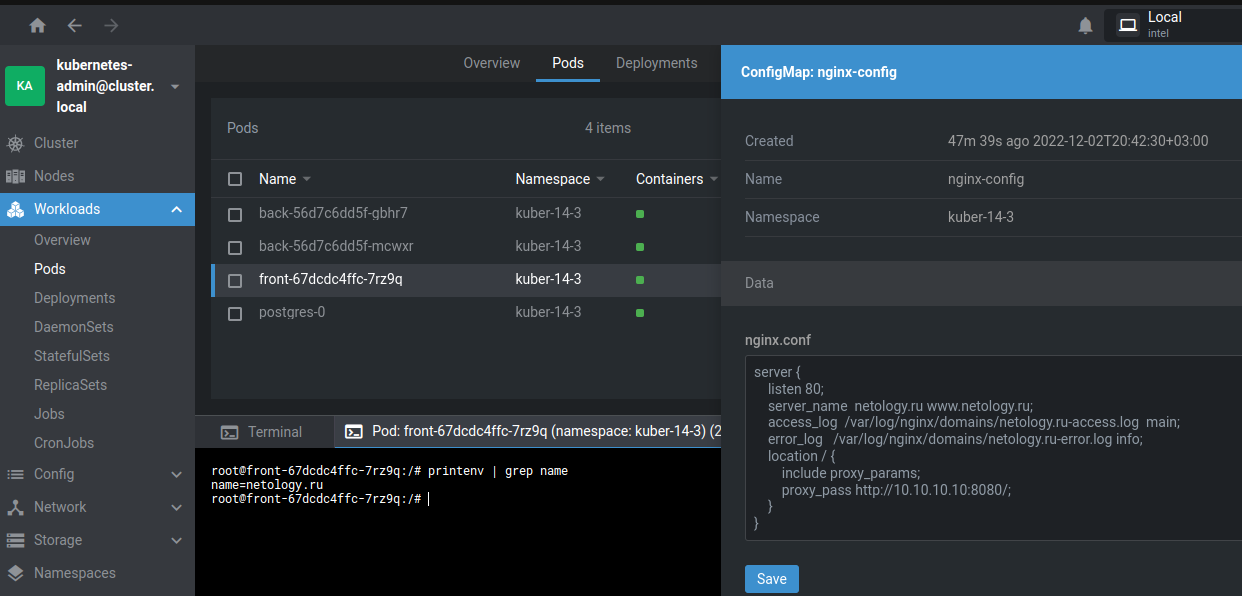 Local
intel
KA
kubernetes-
admin@cluster.
local
Cluster
Nodes
Workloads
Overview
Pods
Deployments
DaemonSets
StatefulSets
ReplicaSets
Jobs
CronJobs
Config
Network
Storage
Namespaces
Overview Pods Deployments
Pods 4 items
Name Namespace Containers
back-56d7c6dd5f-gbhr7 kuber-14-3
back-56d7c6dd5f-mcwxr kuber-14-3
front-67dcdc4ffc-7rz9q kuber-14-3
postgres-0 kuber-14-3
Terminal Pod: front-67dcdc4ffc-7rz9q (namespace: kuber-14-3) (2
root@front-67dcdc4ffc-7rz9q:/# printenv | grep name
name=netology.ru
root@front-67dcdc4ffc-7rz9q:/#
ConfigMap: nginx-config
Created 47m 39s ago 2022-12-02T20:42:30+03:00
Name nginx-config
Namespace kuber-14-3
Data
nginx.conf
server {
listen 80;
server_name netology.ru www.netology.ru;
access_log /var/log/nginx/domains/netology.ru-access.log main;
error_log /var/log/nginx/domains/netology.ru-error.log info;
location / {
include proxy_params;
proxy_pass http://10.10.10.10:8080/;
}
}
Save